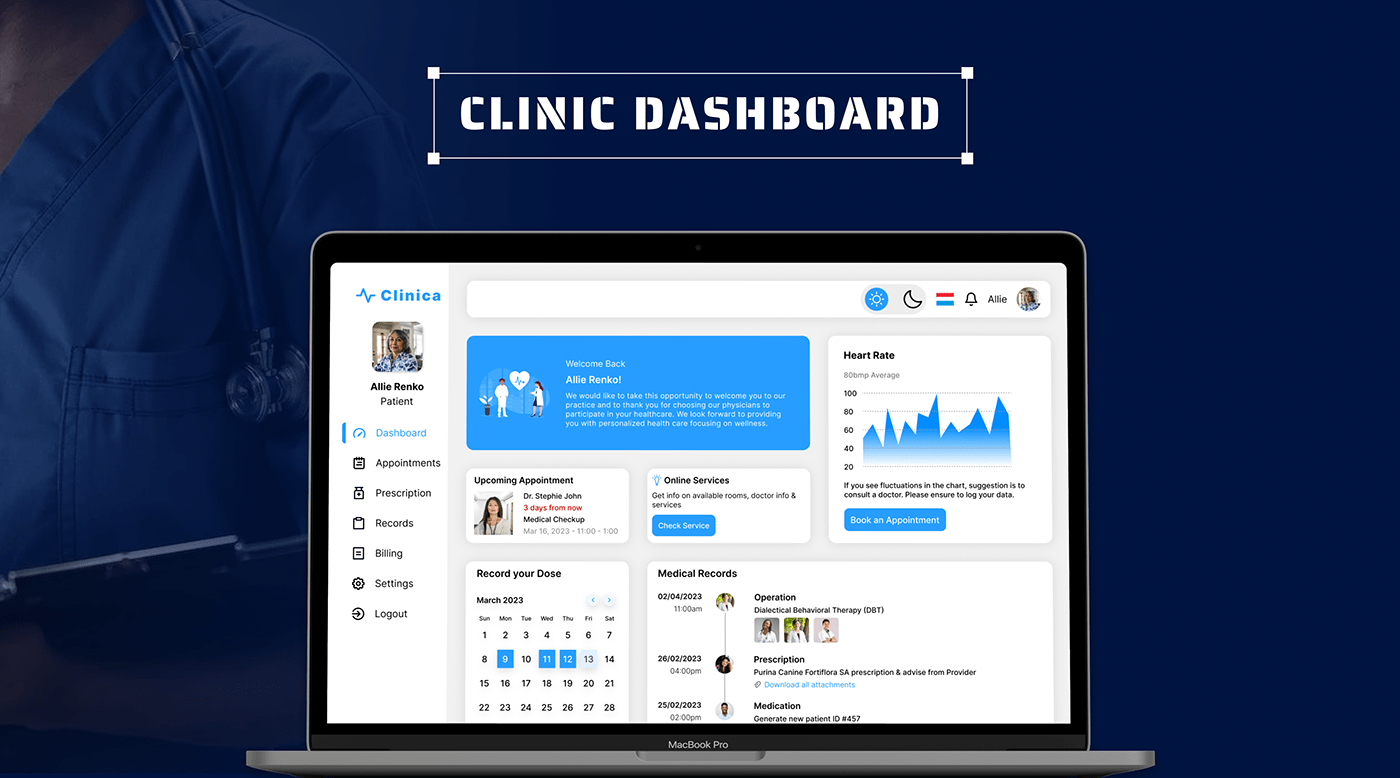 CLINIC DASHBOARD
Clinica
Allie
Allie Renko
Patient
Dashboard
Appointments
Prescription
Records
Billing
Settings
Logout
Welcome Back
Allie Renko!
We would like to take this opportunity to welcome you to our
practice and to thank you for choosing our physicians to
participate in your healthcare. We look forward to providing
you with personalized health care focusing on wellness.
Heart Rate
80bmp Average
100
80
60
40
20
If you see fluctuations in the chart, suggestion is to
consult a doctor. Please ensure to log your data.
Book an Appointment
Upcoming Appointment
Dr. Stephie John
3 days from now
Medical Checkup
Mar 16, 2023 - 11:00 - 1:00
Online Services
Get info on available rooms, doctor info &
services
Check Service
Record your Dose
March 2023
Sun Mon Tue Wed Thu Fri Sat
1 2 3 4 5 6 7
8 9 10 11 12 13 14
15 16 17 18 19 20 21
22 23 24 25 26 27 28
Medical Records
02/04/2023
11:00am
Operation
Dialectical Behavioral Therapy (DBT)
26/02/2023
04:00pm
Prescription
Purina Canine Fortiflora SA prescription & advise from Provider
Download all attachments
25/02/2023
02:00pm
Medication
Generate new patient ID #457
MacBook Pro